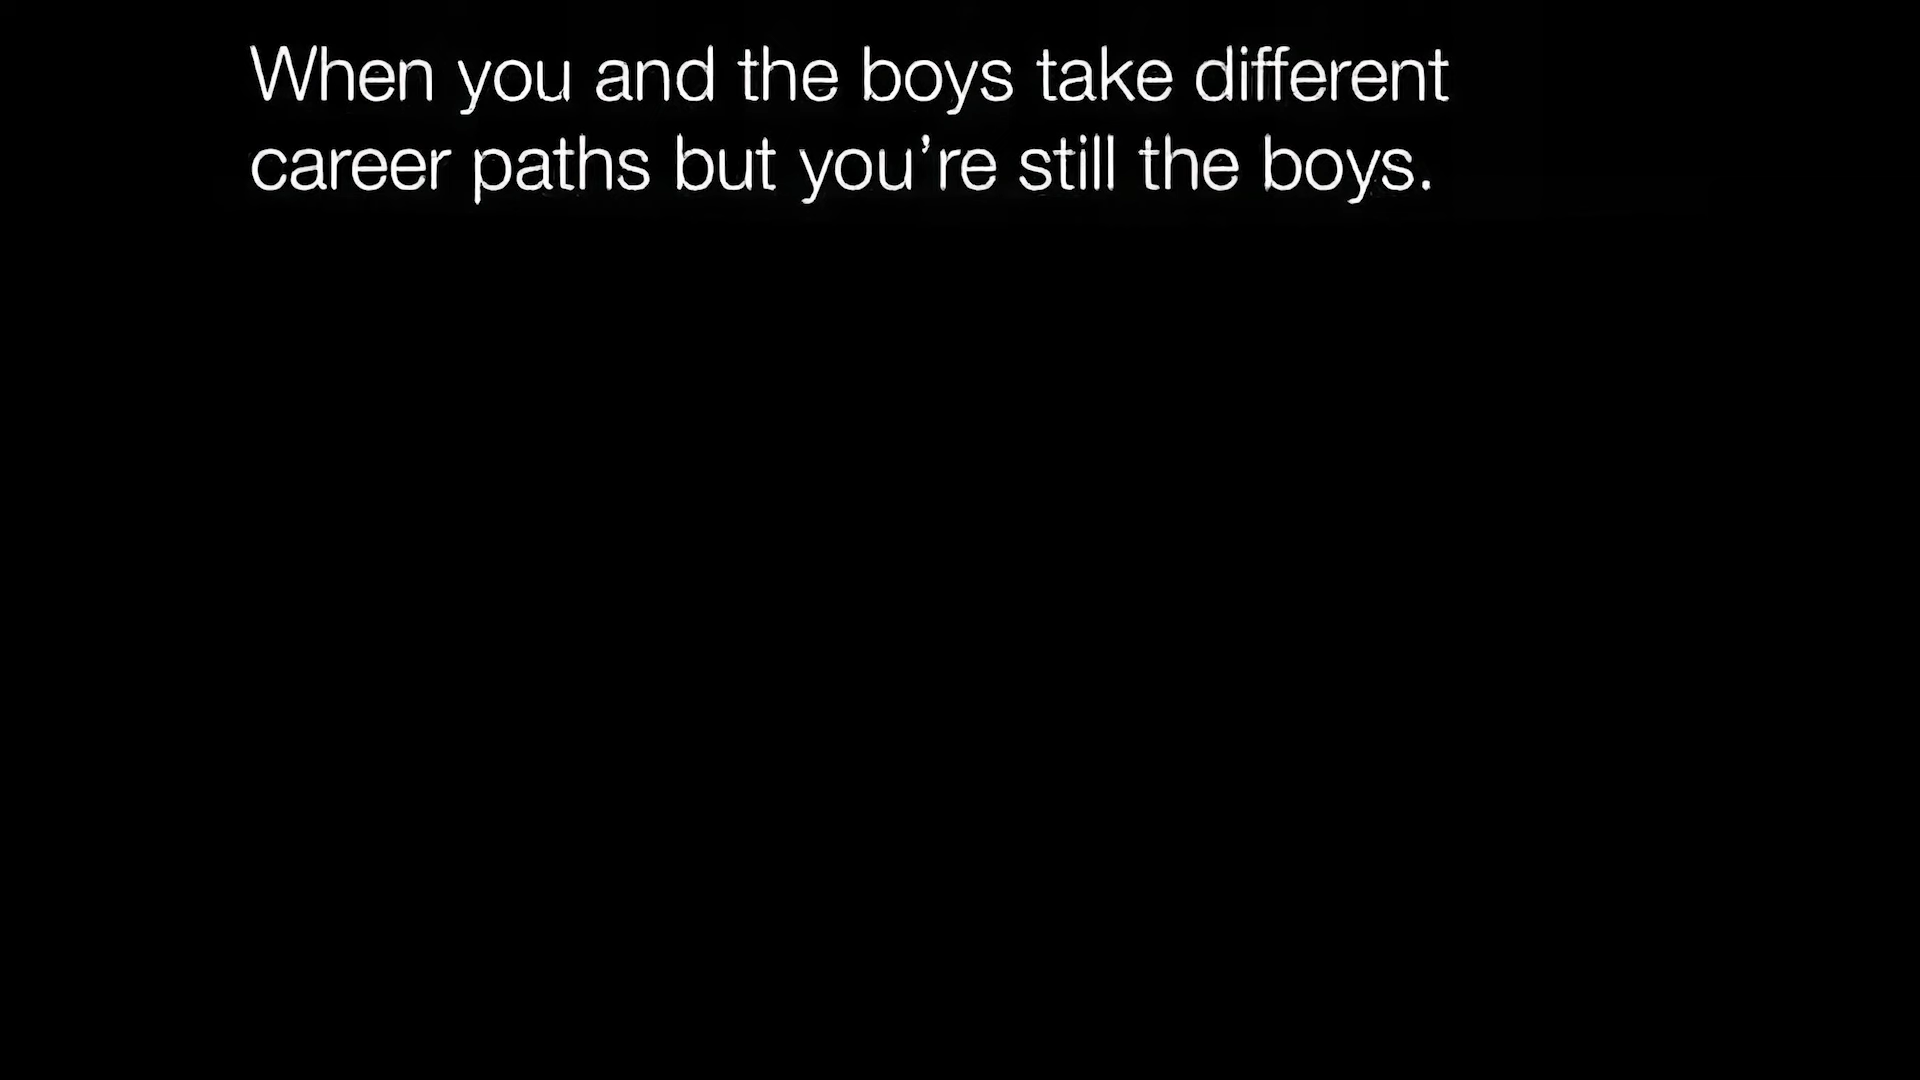 When you and the boys take different
career paths but you’re still the boys.